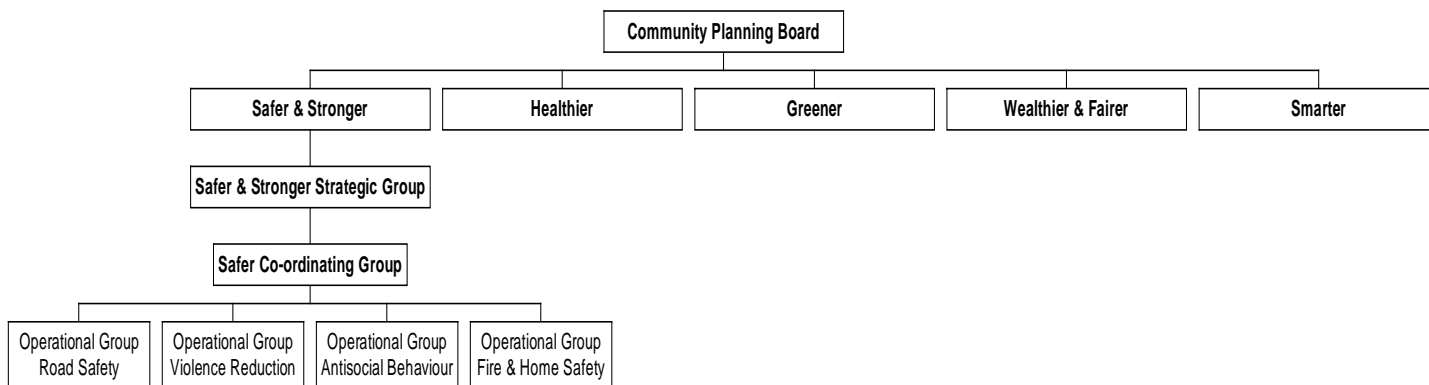 Community Planning Board
Safer & Stronger
Healthier
Greener
Wealthier & Fairer
Smarter
Safer & Stronger Strategic Group
Safer Co-ordinating Group
Operational Group
Road Safety
Operational Group
Violence Reduction
Operational Group
Antisocial Behaviour
Operational Group
Fire & Home Safety